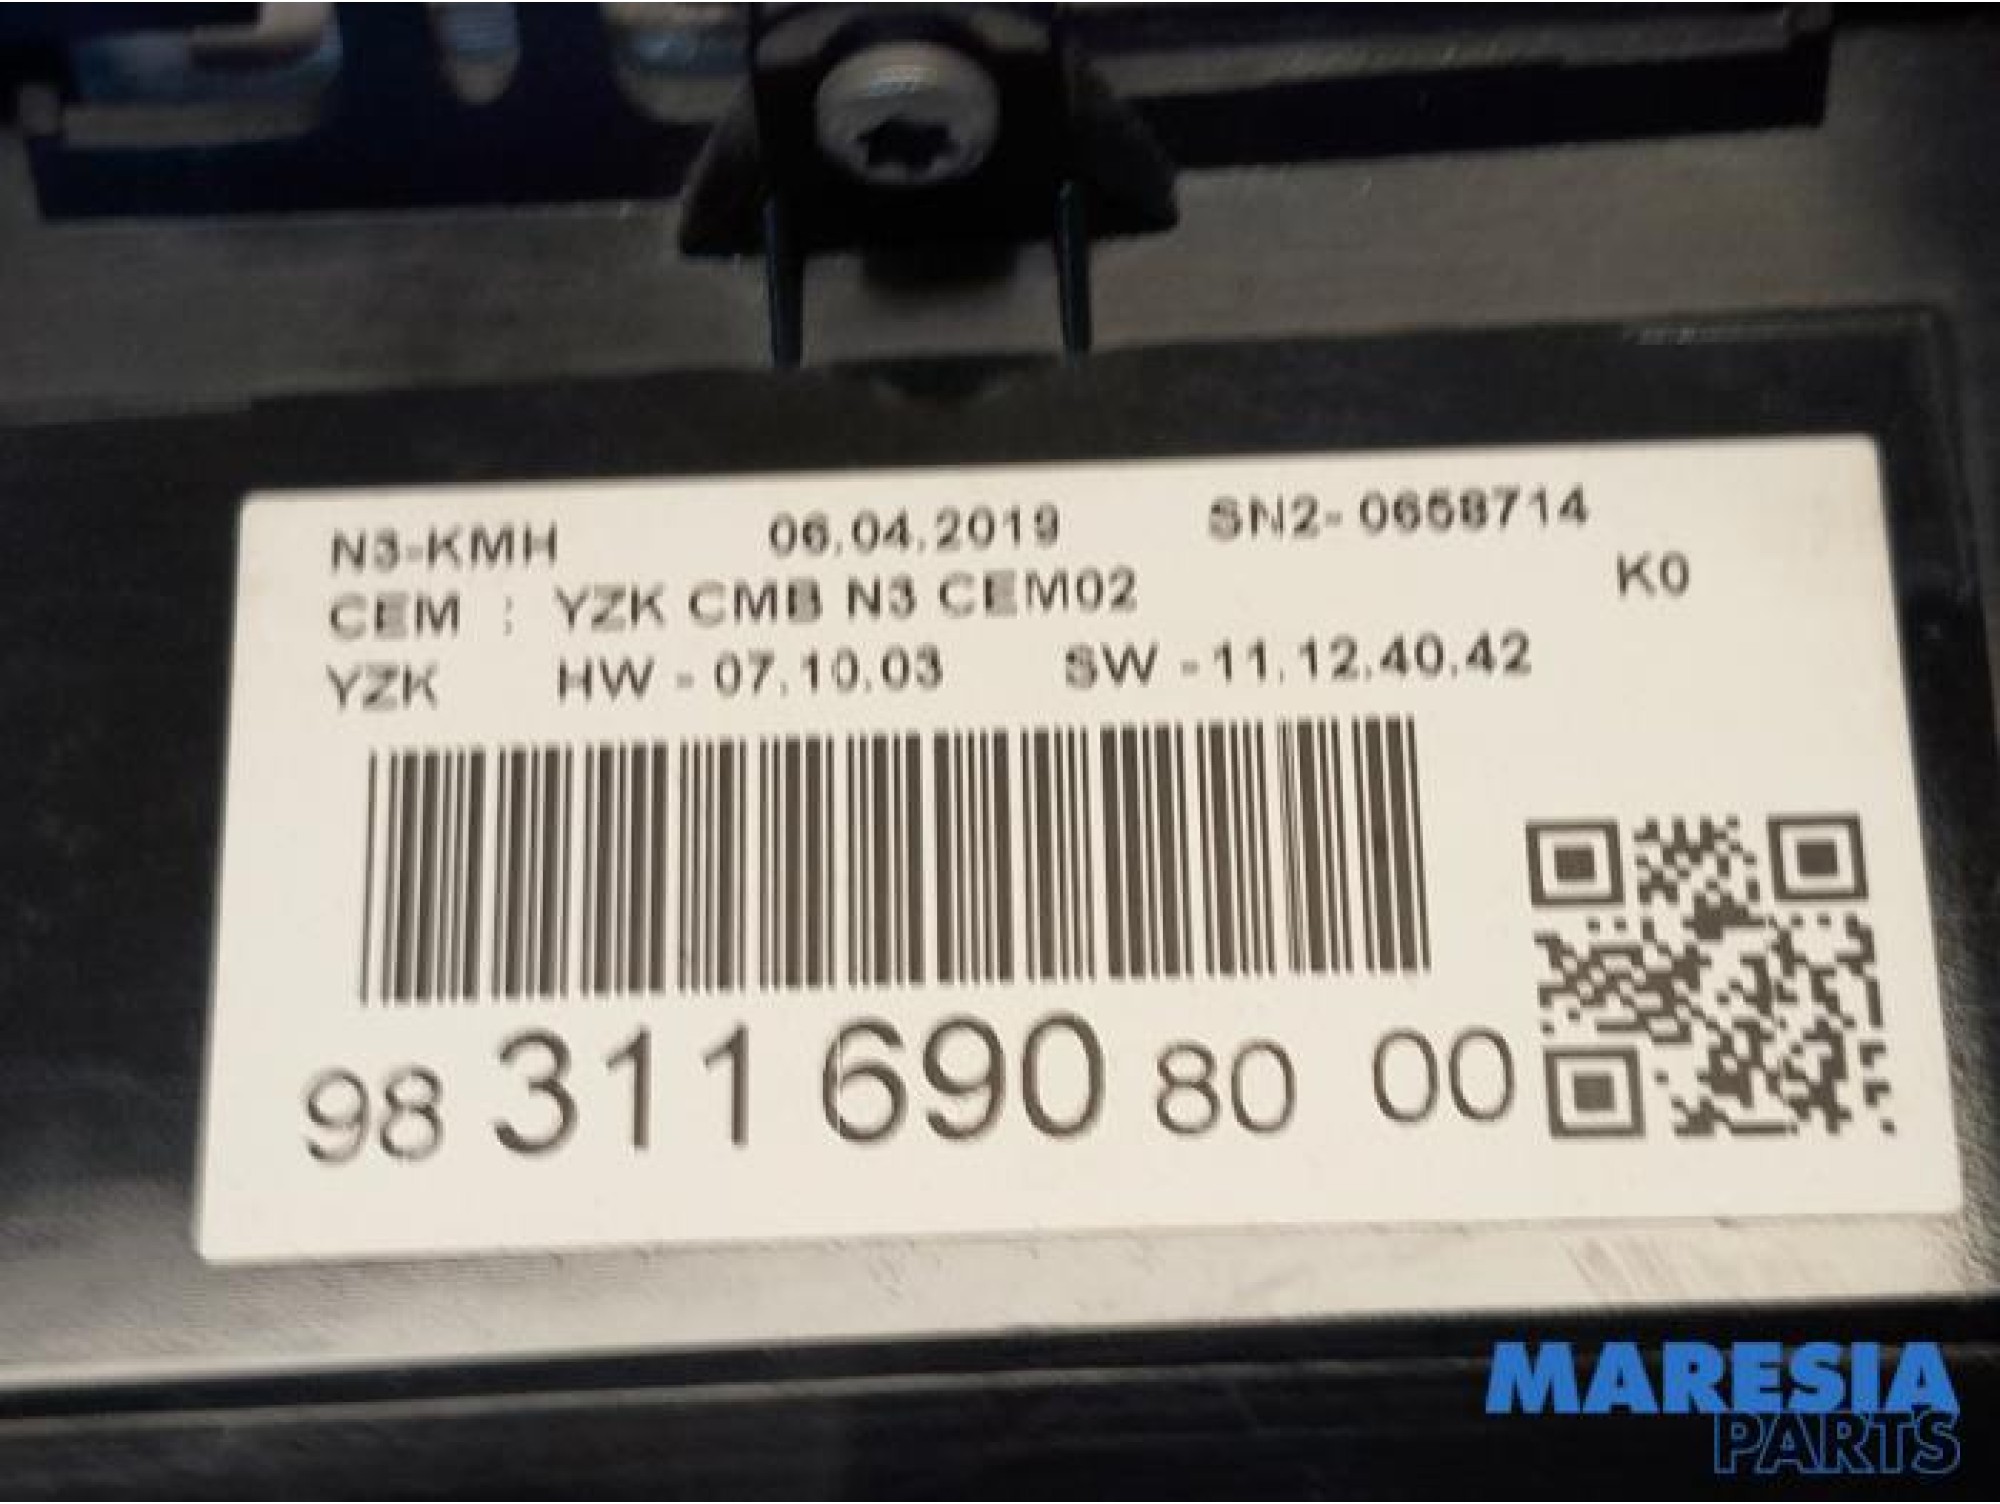 N3-KMH 06.04.2019 SN2-0658714
CEM : YZK CMB N3 CEM02 K0
YZK HW - 07.10.03 SW - 11.12.40.42
98 311 690 80 00
MARESIA
PARTS